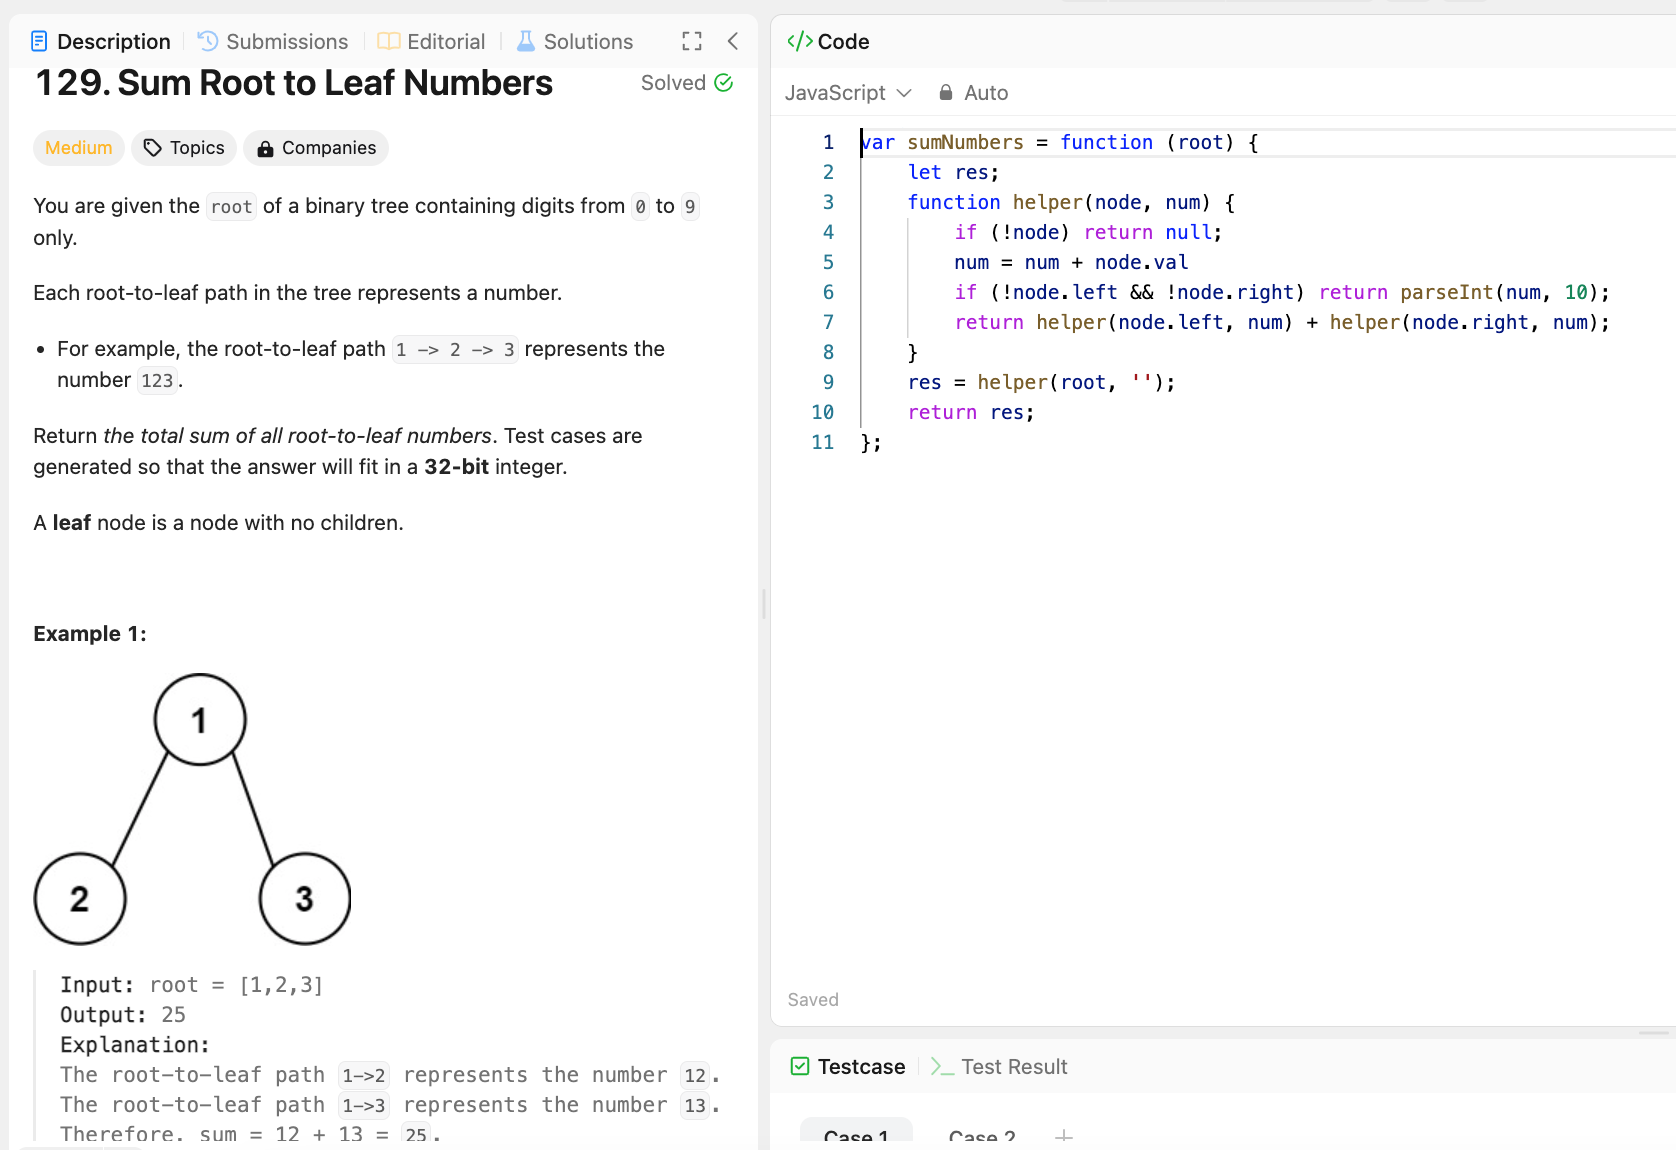 Description Submissions Editorial Solutions
129. Sum Root to Leaf Numbers
Solved
Medium Topics Companies
You are given the root of a binary tree containing digits from 0 to 9
only.
Each root-to-leaf path in the tree represents a number.
• For example, the root-to-leaf path 1 -> 2 -> 3 represents the
number 123.
Return the total sum of all root-to-leaf numbers. Test cases are
generated so that the answer will fit in a 32-bit integer.
A leaf node is a node with no children.
Example 1:
1
2 3
Input: root = [1,2,3]
Output: 25
Explanation:
The root-to-leaf path 1->2 represents the number 12.
The root-to-leaf path 1->3 represents the number 13.
Therefore, sum = 12 + 13 = 25.
</> Code
JavaScript Auto
1 var sumNumbers = function (root) {
2 let res;
3 function helper(node, num) {
4 if (!node) return null;
5 num = num + node.val
6 if (!node.left && !node.right) return parseInt(num, 10);
7 return helper(node.left, num) + helper(node.right, num);
8 }
9 res = helper(root, '');
10 return res;
11 };
Saved
Testcase >_ Test Result
Case 1 Case 2 +